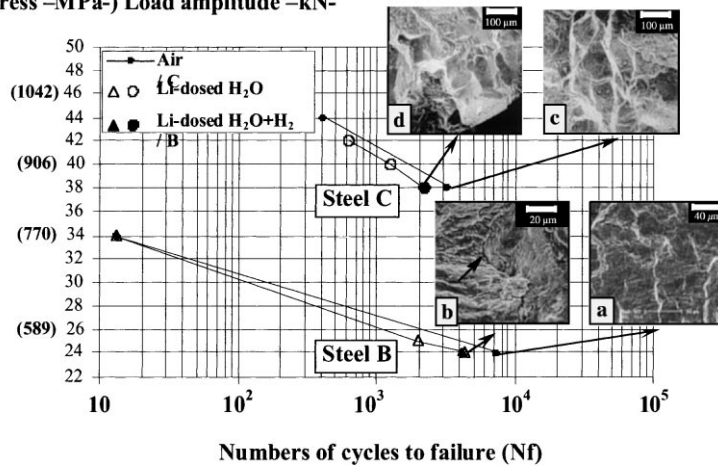 ress –MPa-) Load amplitude –kN-
100 µm
100 µm
50
48
(1042) 46
44
42
(906) 40
38
36
(770) 34
32
30
28
(589) 26
24
22
Air
/ C
Li-dosed H₂O
Li-dosed H₂O+H₂
/ B
d
c
Steel C
20 µm
40 µm
b
a
Steel B
10 10² 10³ 10⁴ 10⁵
Numbers of cycles to failure (Nf)